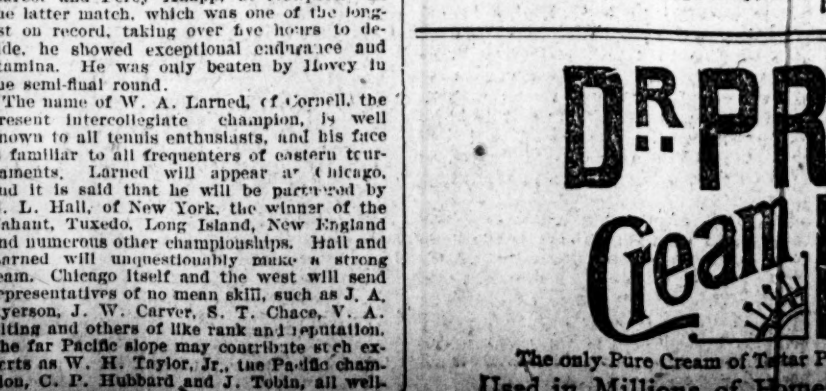 he latter match, which was one of the long-
st on record, taking over five hours to de-
ide, he showed exceptional endurance and
tamina. He was only beaten by Hovey in
he semi-final round.
The name of W. A. Larned, of Cornell, the
resent intercollegiate champion, is well
nown to all tennis enthusiasts, and his face
familiar to all frequenters of eastern tour-
aments. Larned will appear at Chicago,
nd it is said that he will be partnered by
. L. Hall, of New York, the winner of the
ahant, Tuxedo, Long Island, New England
nd numerous other championships. Hall and
arned will unquestionably make a strong
eam. Chicago itself and the west will send
epresentatives of no mean skill, such as J. A.
yerson, J. W. Carver, S. T. Chace, V. A.
lting and others of like rank and reputation.
he far Pacific slope may contribute such ex-
erts as W. H. Taylor, Jr., the Pacific cham-
ion, C. P. Hubbard and J. Tobin, all well-
DR. PR
Cream
The only Pure Cream of Tartar P
Used in Millions of